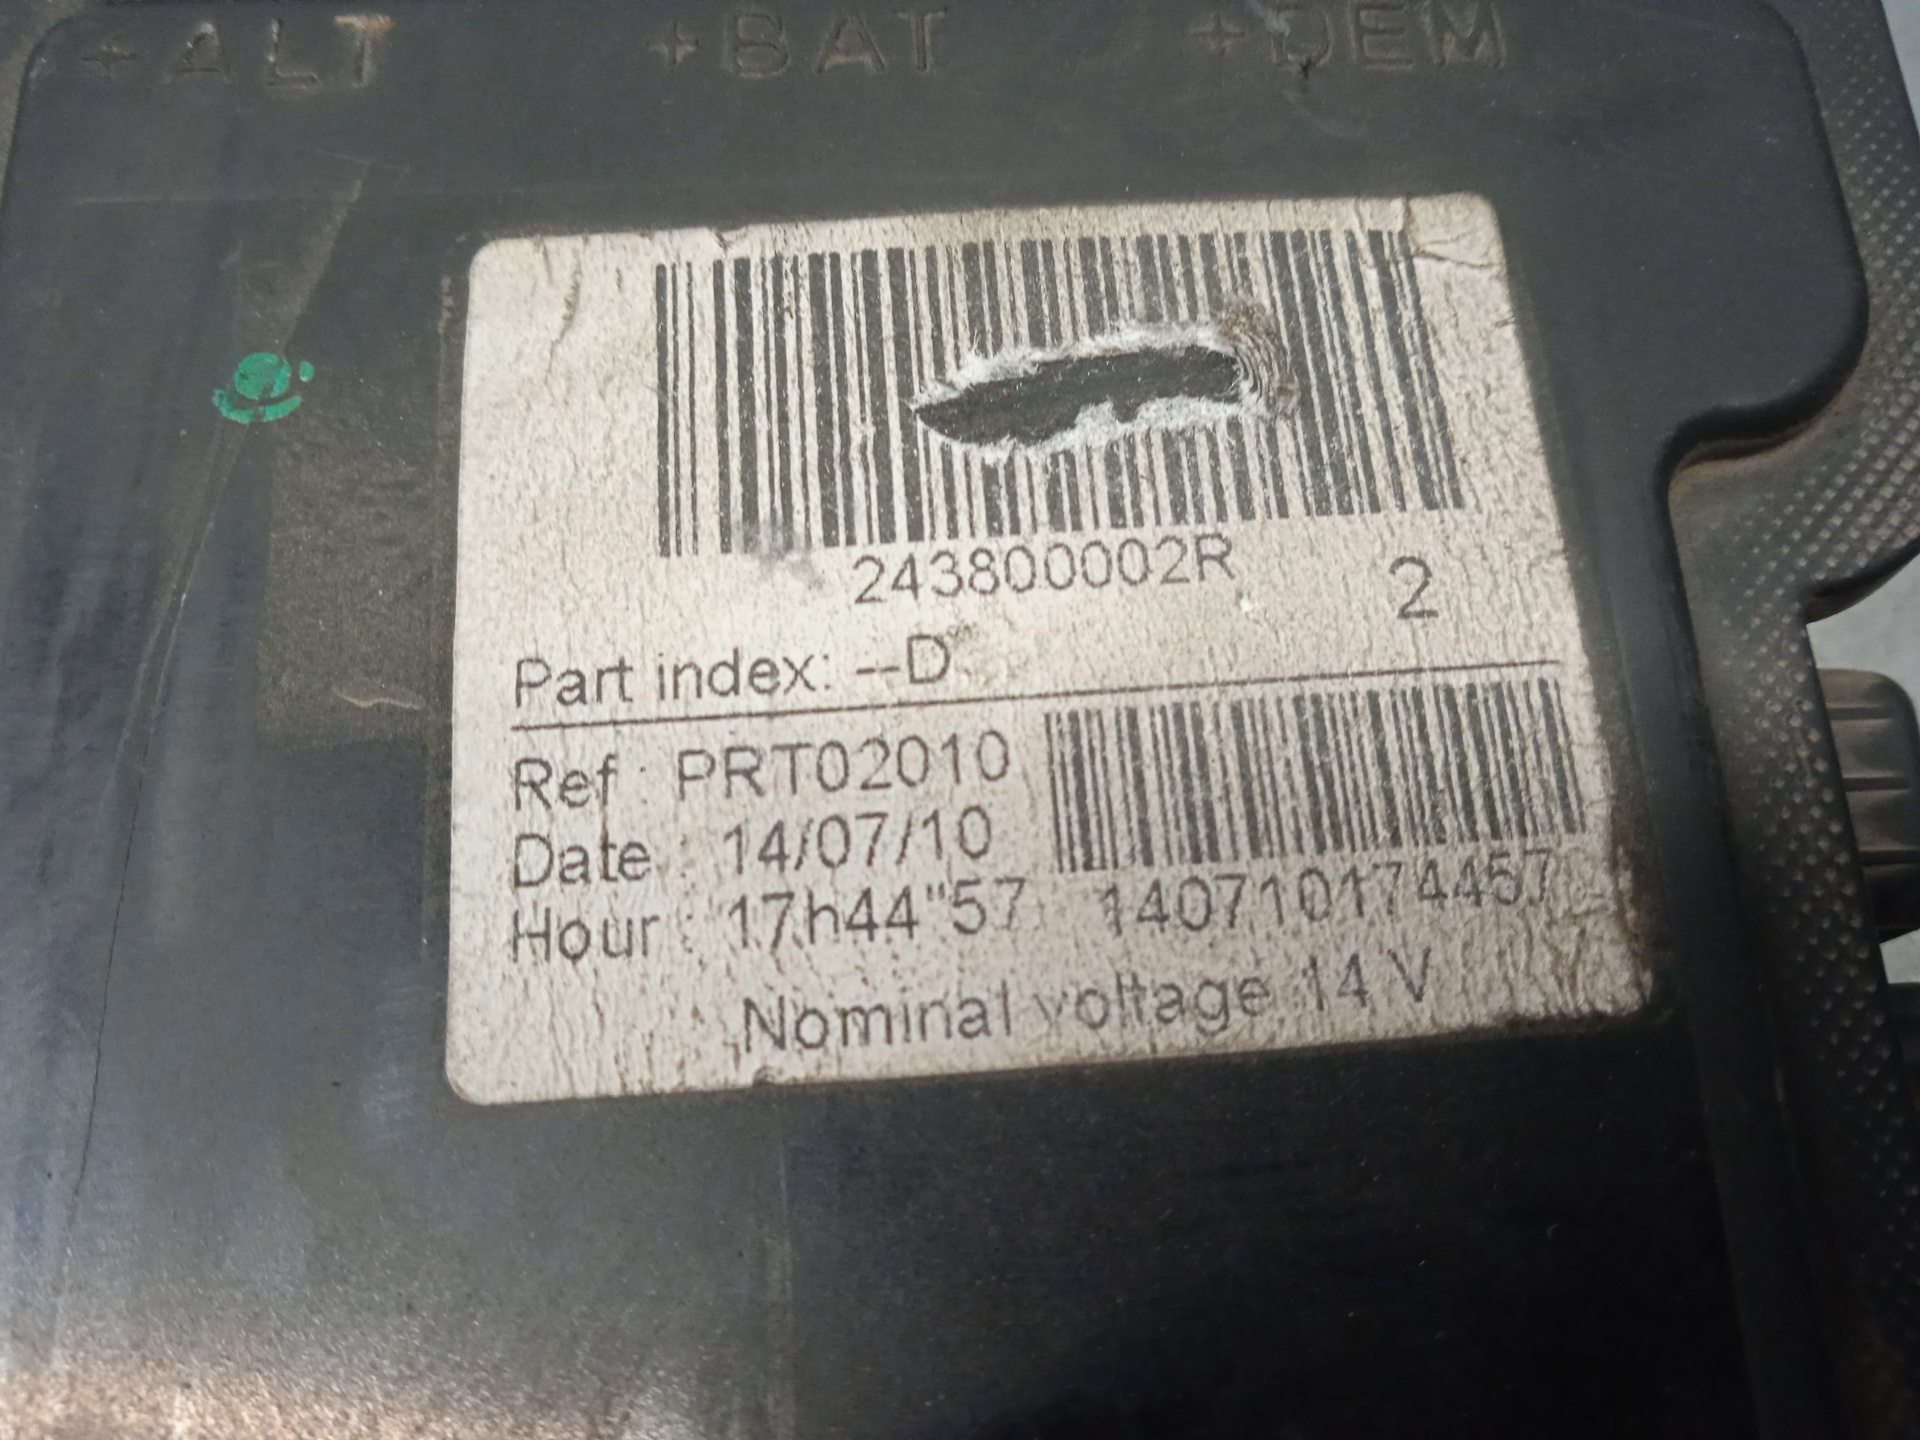 +ALT +BAT +DEM
243800002R
2
Part index: --D
Ref : PRT02010
Date : 14/07/10
Hour : 17h44"57 140710174457
Nominal voltage 14 V